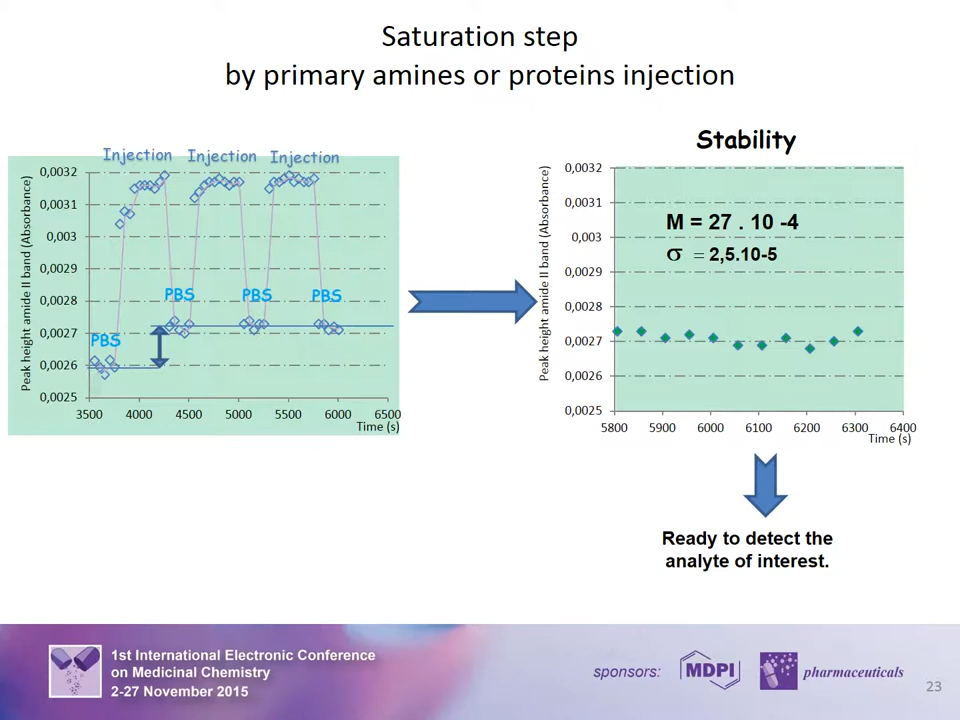 Saturation step
by primary amines or proteins injection
Injection Injection Injection
Peak height amide II band (Absorbance)
0,0032
0,0031
0,003
0,0029
0,0028
0,0027
0,0026
0,0025
PBS
PBS
PBS
PBS
3500 4000 4500 5000 5500 6000 6500
Time (s)
Stability
Peak height amide II band (Absorbance)
0,0032
0,0031
0,003
0,0029
0,0028
0,0027
0,0026
0,0025
M = 27 . 10 -4
σ = 2,5.10-5
5800 5900 6000 6100 6200 6300 6400
Time (s)
Ready to detect the
analyte of interest.
1st International Electronic Conference
on Medicinal Chemistry
2-27 November 2015
sponsors:
MDPI
pharmaceuticals
23